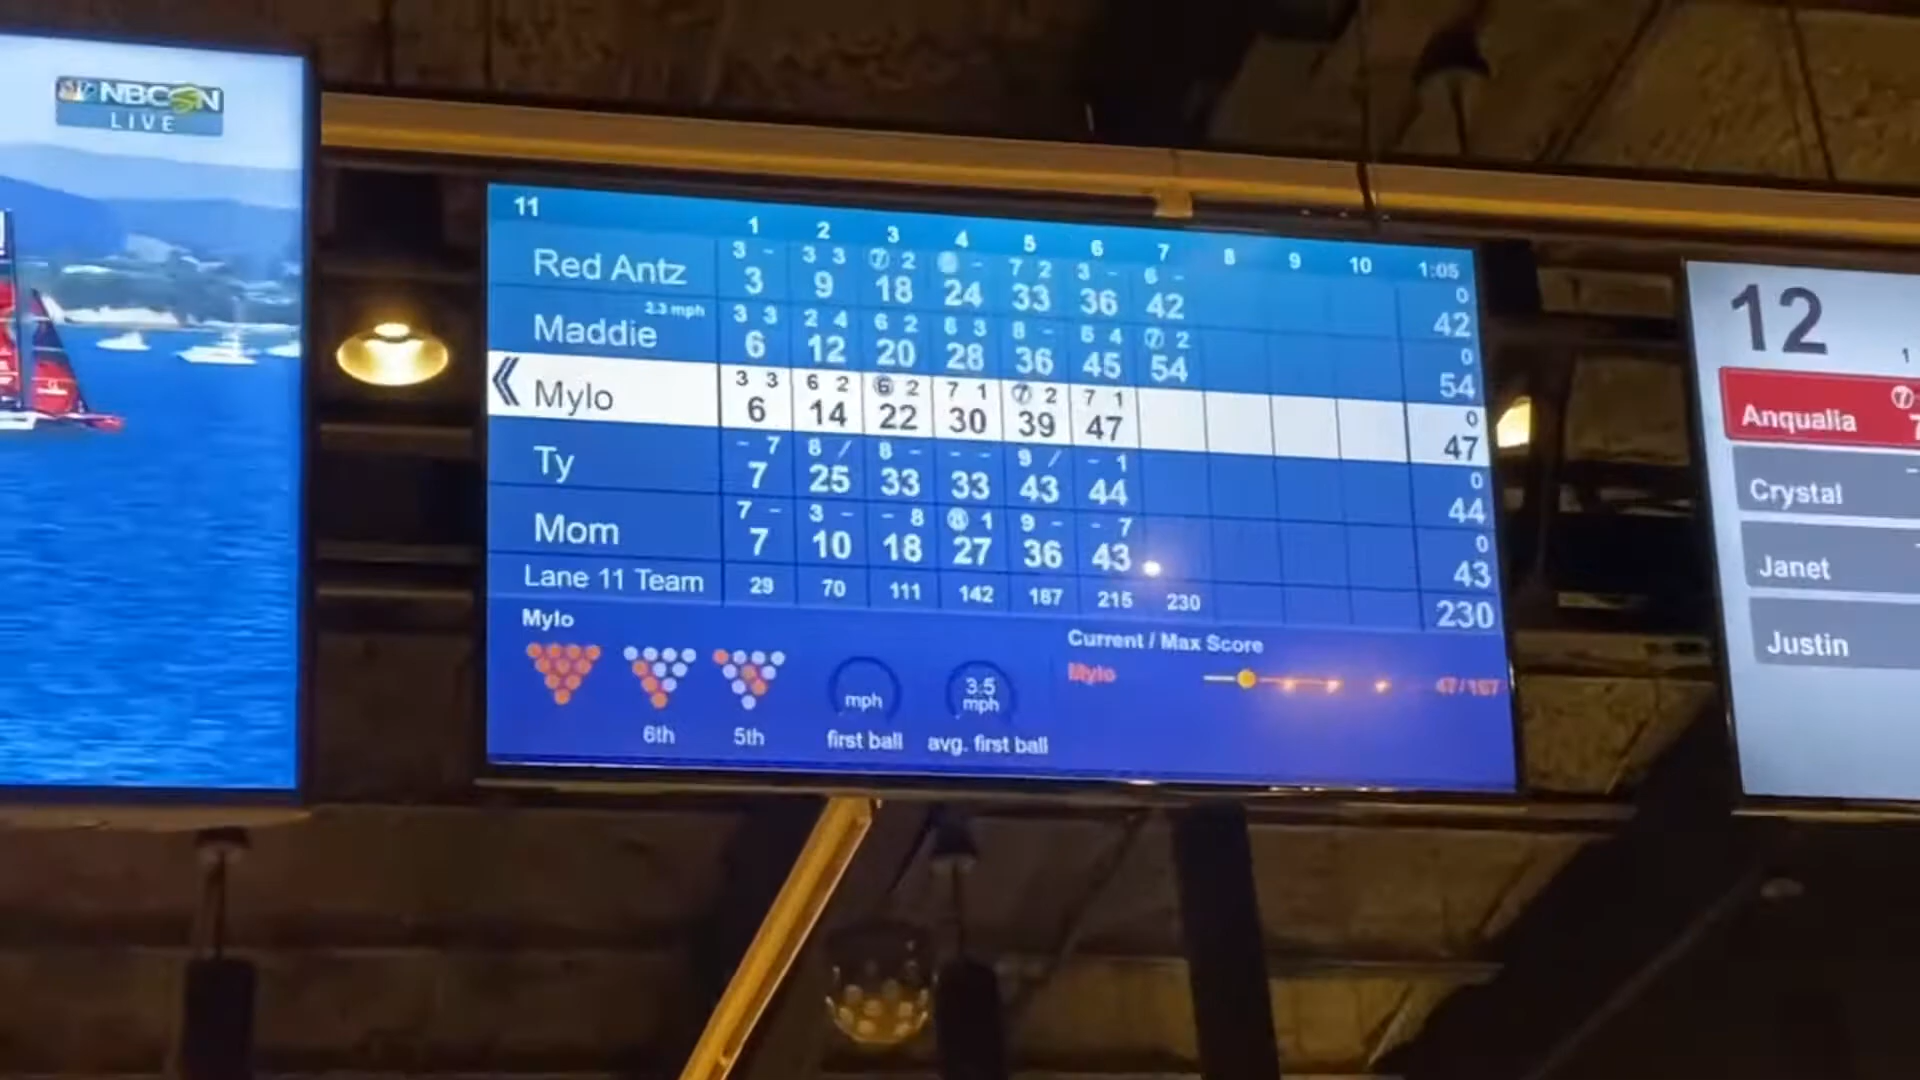 NBCSN
LIVE
11 1 2 3 4 5 6 7 8 9 10 1:05
3 - 3 3 7 2 - 7 2 3 - 6 - 0
Red Antz 3 9 18 24 33 36 42 42
2.3 mph 3 3 2 4 6 2 - 8 - 7 2 0
Maddie 6 12 20 28 36 45 54 54
3 3 6 2 6 2 7 1 7 2 7 1 0
Mylo 6 14 22 30 39 47 47
- 7 8 / 8 - - - 9 / - 1 0
Ty 7 25 33 33 43 44 44
7 - 3 - - 8 8 1 9 - - 7 0
Mom 7 10 18 27 36 43 43
Lane 11 Team 29 70 111 142 187 215 230 230
Mylo
Current / Max Score
Mylo
mph
3.5
mph
6th 5th first ball avg. first ball
12
1
7
Anqualia 7
Crystal
Janet
Justin